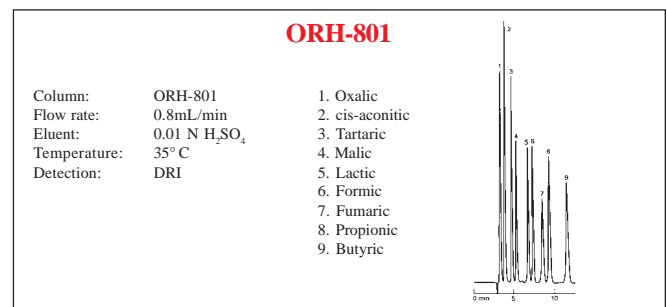 ORH-801
Column: ORH-801
Flow rate: 0.8mL/min
Eluent: 0.01 N H₂SO₄
Temperature: 35° C
Detection: DRI
1. Oxalic
2. cis-aconitic
3. Tartaric
4. Malic
5. Lactic
6. Formic
7. Fumaric
8. Propionic
9. Butyric
1
2
3
4
5
6
7
8
9
0 min 5 10